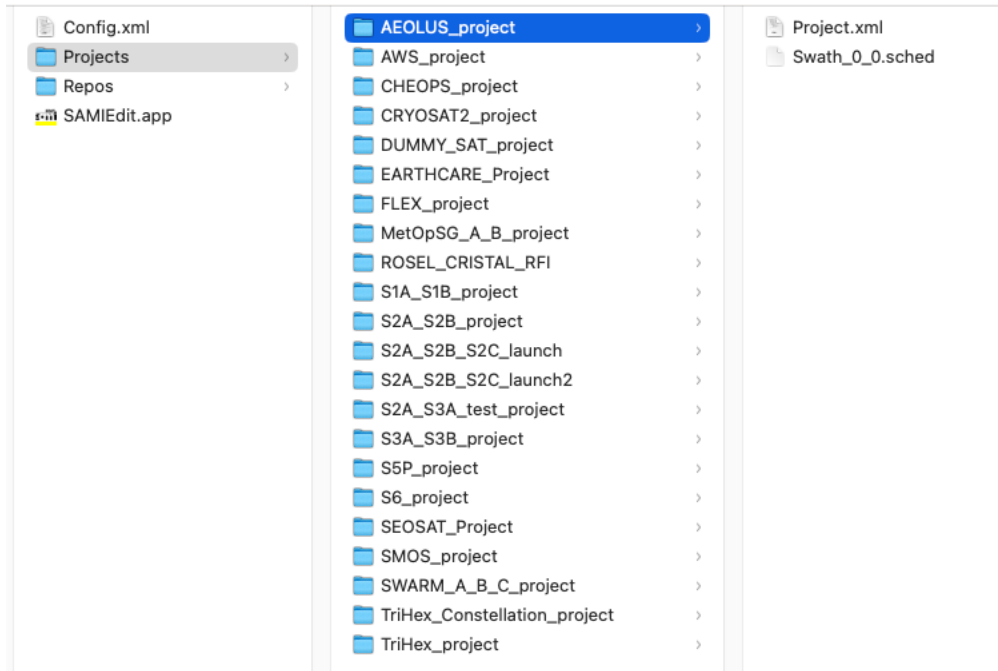 Config.xml
Projects
Repos
SAMIEdit.app
AEOLUS_project
AWS_project
CHEOPS_project
CRYOSAT2_project
DUMMY_SAT_project
EARTHCARE_Project
FLEX_project
MetOpSG_A_B_project
ROSEL_CRISTAL_RFI
S1A_S1B_project
S2A_S2B_project
S2A_S2B_S2C_launch
S2A_S2B_S2C_launch2
S2A_S3A_test_project
S3A_S3B_project
S5P_project
S6_project
SEOSAT_Project
SMOS_project
SWARM_A_B_C_project
TriHex_Constellation_project
TriHex_project
Project.xml
Swath_0_0.sched